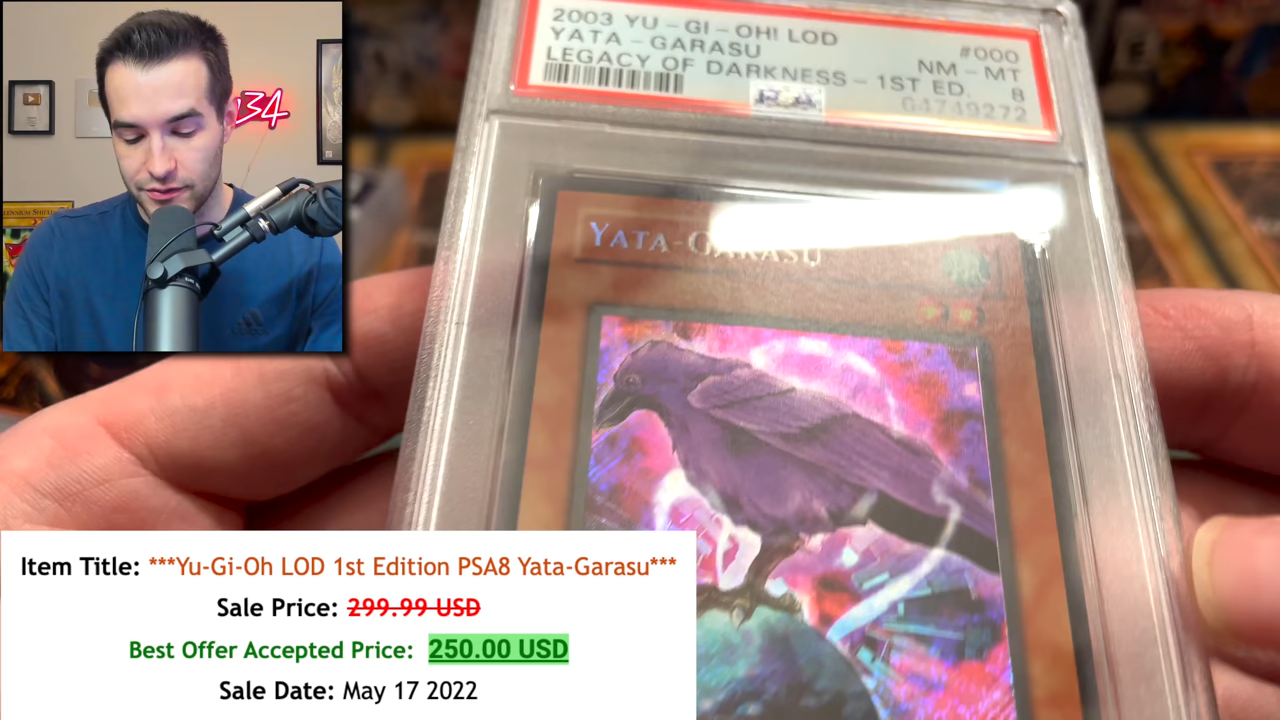 2003 YU - GI - OH! LOD #000
YATA - GARASU NM - MT
LEGACY OF DARKNESS - 1ST ED. 8
64749272
YATA-GARASU
34
adidas
Item Title: ***Yu-Gi-Oh LOD 1st Edition PSA8 Yata-Garasu***
Sale Price: 299.99 USD
Best Offer Accepted Price: 250.00 USD
Sale Date: May 17 2022